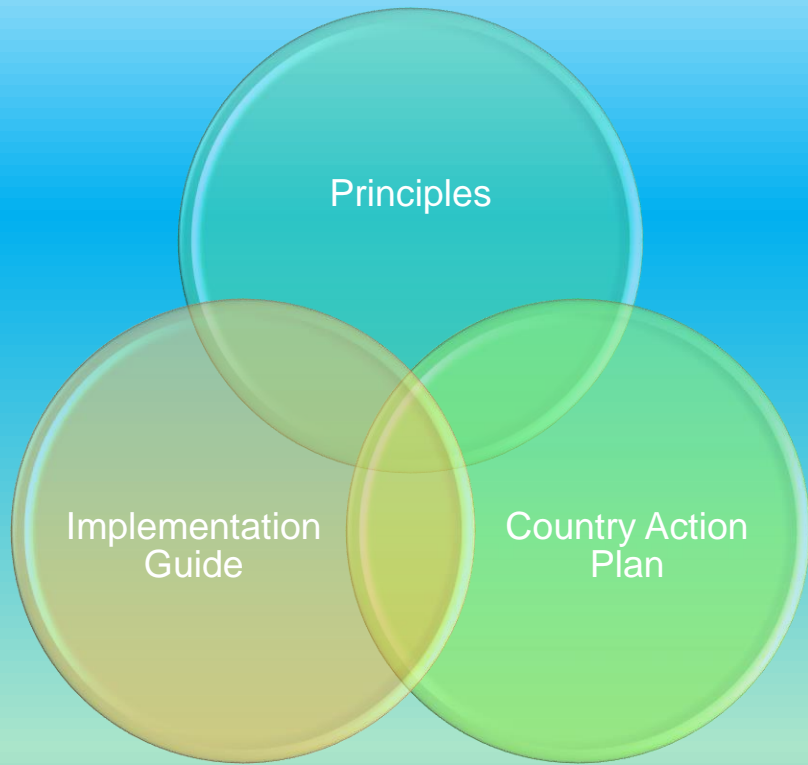 Principles
Implementation
Guide
Country Action
Plan